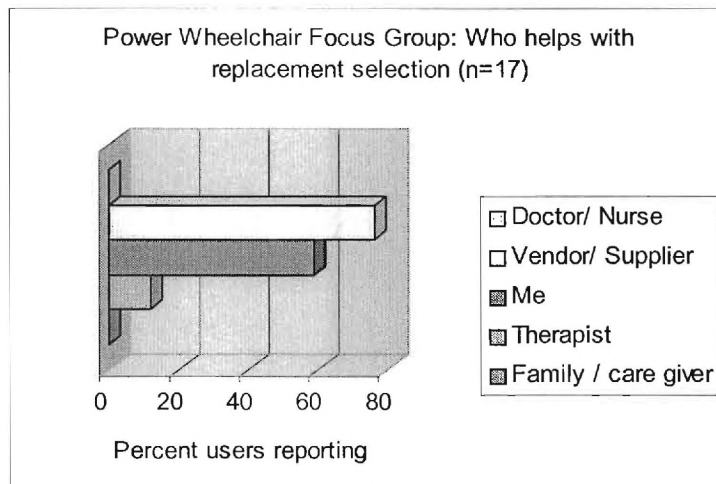 Power Wheelchair Focus Group: Who helps with
replacement selection (n=17)
Doctor/ Nurse
Vendor/ Supplier
Me
Therapist
Family / care giver
0 20 40 60 80
Percent users reporting